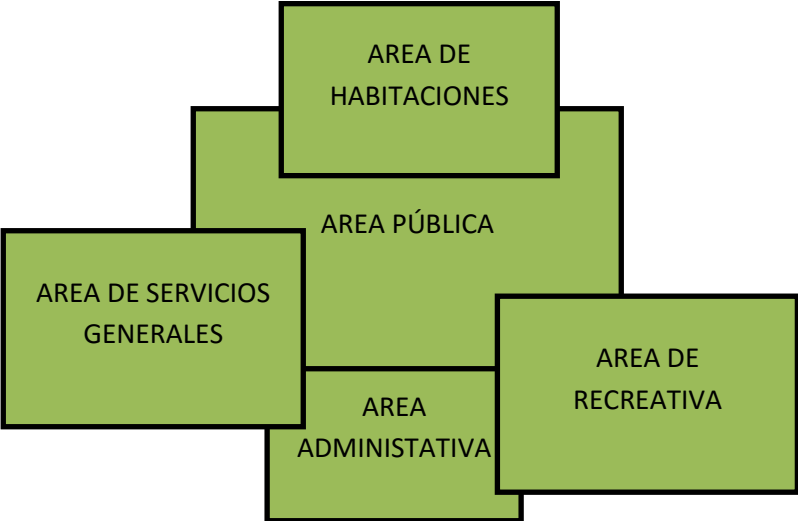 AREA DE
HABITACIONES
AREA PÚBLICA
AREA DE SERVICIOS
GENERALES
AREA DE
RECREATIVA
AREA
ADMINISTATIVA